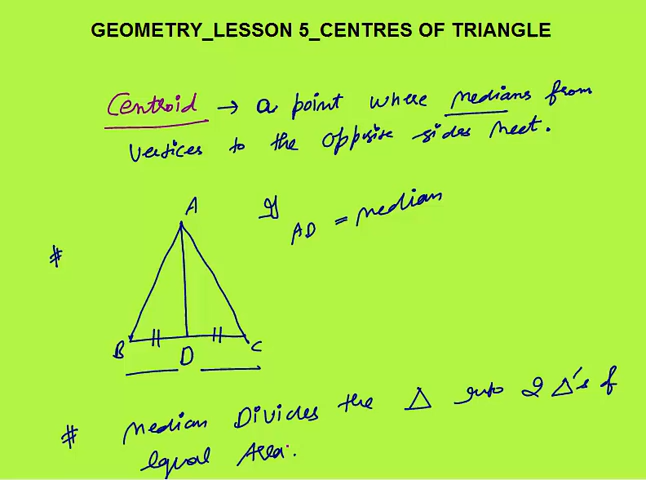 GEOMETRY_LESSON 5_CENTRES OF TRIANGLE
Centroid → a point where medians from
vertices to the opposite sides meet.
A
If AD = median
#
B D C
# Median Divides the Δ into 2 Δ's of
equal Area.